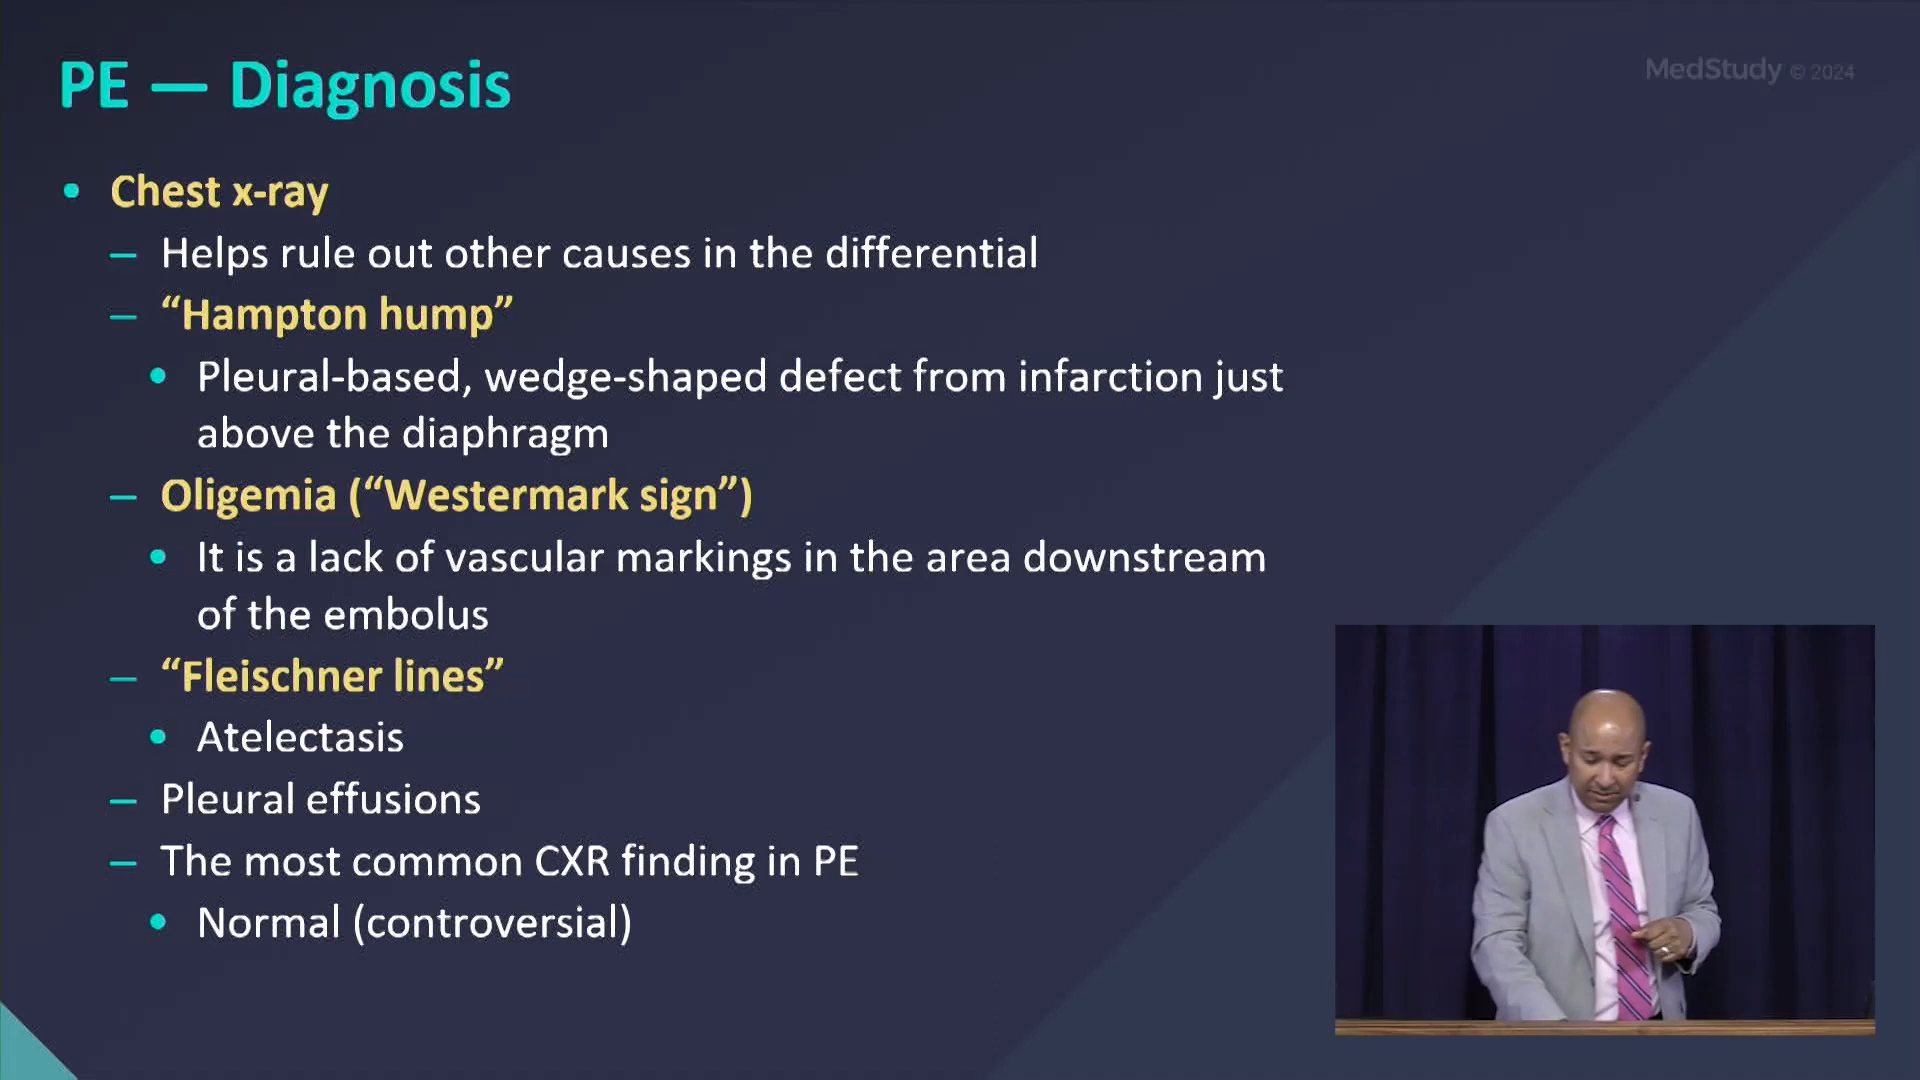 PE — Diagnosis
MedStudy © 2024
• Chest x-ray
– Helps rule out other causes in the differential
– “Hampton hump”
• Pleural-based, wedge-shaped defect from infarction just
above the diaphragm
– Oligemia (“Westermark sign”)
• It is a lack of vascular markings in the area downstream
of the embolus
– “Fleischner lines”
• Atelectasis
– Pleural effusions
– The most common CXR finding in PE
• Normal (controversial)